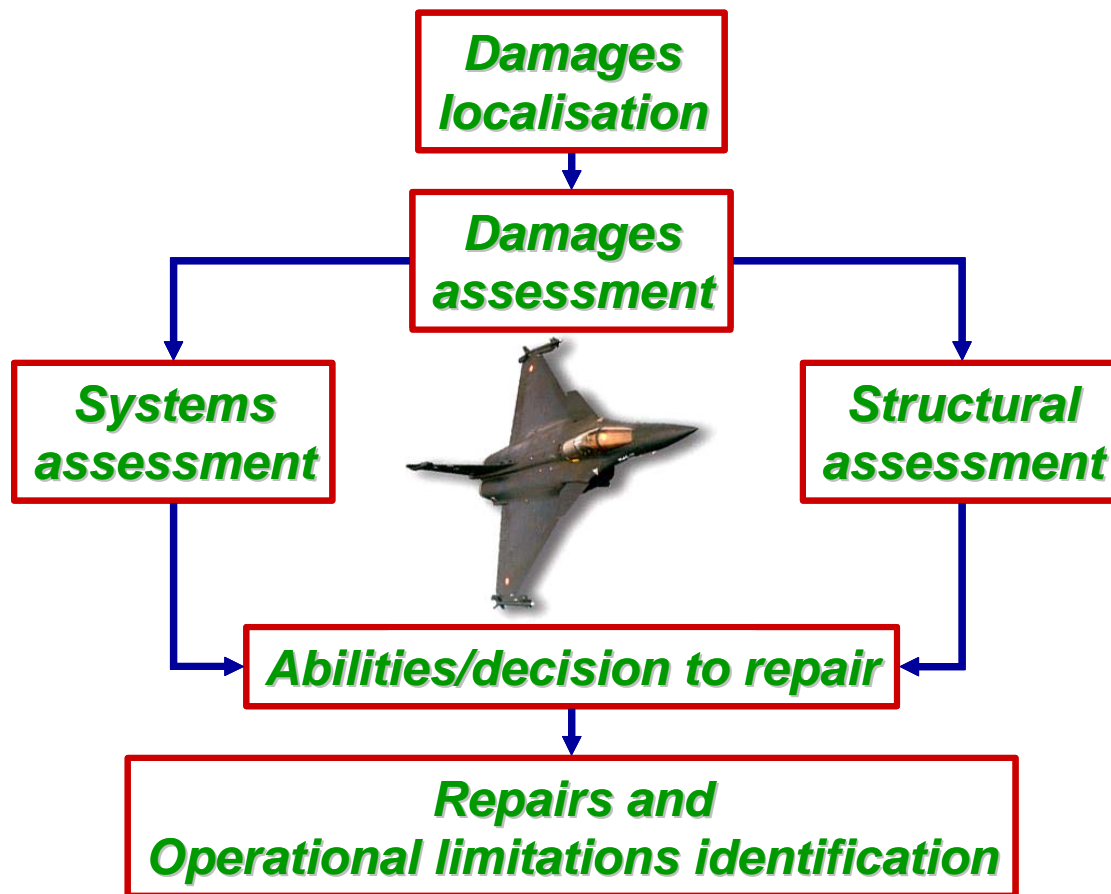 Damages
localisation
Damages
assessment
Systems
assessment
Structural
assessment
Abilities/decision to repair
Repairs and
Operational limitations identification